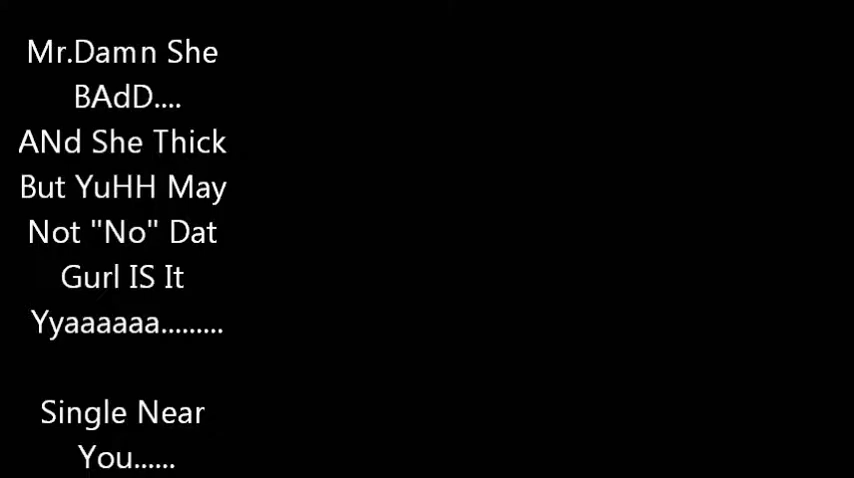 Mr.Damn She
BAdD....
ANd She Thick
But YuHH May
Not "No" Dat
Gurl IS It
Yyaaaaaa.........
Single Near
You......